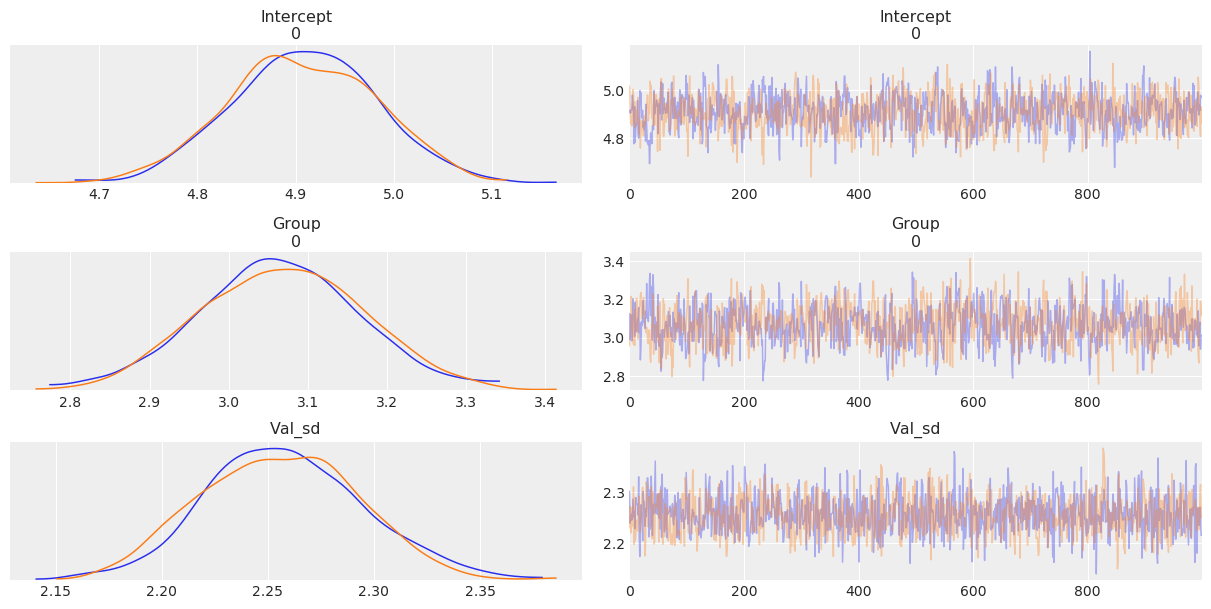 Intercept
0
4.7 4.8 4.9 5.0 5.1
Intercept
0
5.0
4.8
0 200 400 600 800
Group
0
2.8 2.9 3.0 3.1 3.2 3.3 3.4
Group
0
3.4
3.2
3.0
2.8
0 200 400 600 800
Val_sd
2.15 2.20 2.25 2.30 2.35
Val_sd
2.3
2.2
0 200 400 600 800